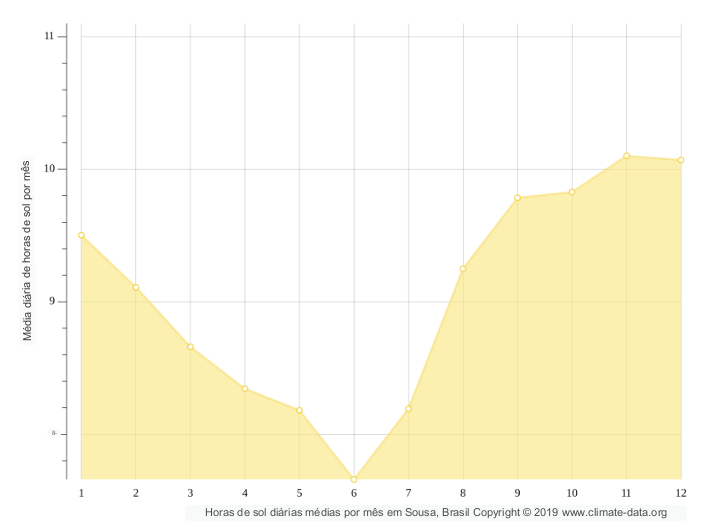 11
10
9
8-
Média diária de horas de sol por mês
1 2 3 4 5 6 7 8 9 10 11 12
Horas de sol diárias médias por mês em Sousa, Brasil Copyright © 2019 www.climate-data.org